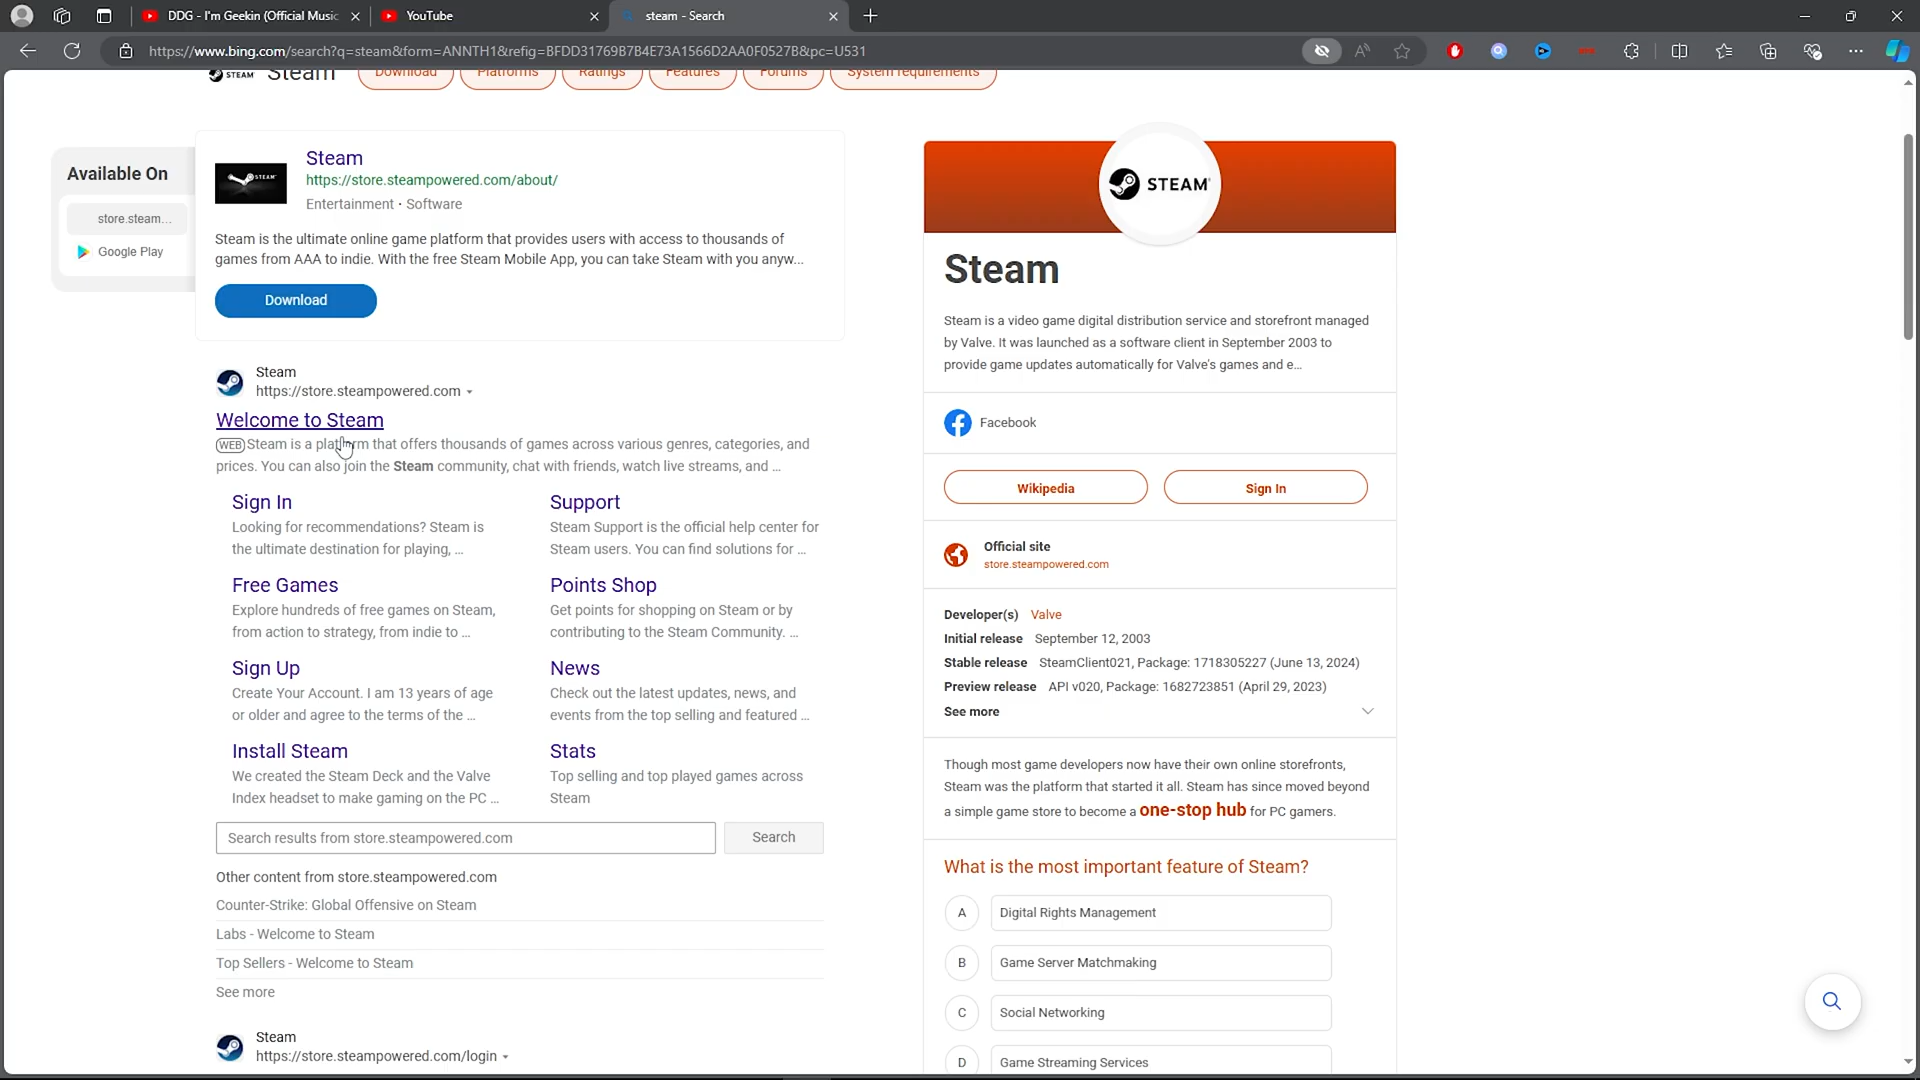 DDG - I'm Geekin (Official Music
YouTube
steam - Search
https://www.bing.com/search?q=steam&form=ANNTH1&refig=BFDD31769B7B4E73A1566D2AA0F0527B&pc=U531
STEAM
Steam
Download
Platforms
Ratings
Features
Forums
System requirements
Available On
store.steam...
Google Play
STEAM
Steam
https://store.steampowered.com/about/
Entertainment · Software
Steam is the ultimate online game platform that provides users with access to thousands of
games from AAA to indie. With the free Steam Mobile App, you can take Steam with you anyw...
Download
Steam
https://store.steampowered.com
Welcome to Steam
WEB Steam is a platform that offers thousands of games across various genres, categories, and
prices. You can also join the Steam community, chat with friends, watch live streams, and ...
Sign In
Looking for recommendations? Steam is
the ultimate destination for playing, ...
Support
Steam Support is the official help center for
Steam users. You can find solutions for ...
Free Games
Explore hundreds of free games on Steam,
from action to strategy, from indie to ...
Points Shop
Get points for shopping on Steam or by
contributing to the Steam Community. ...
Sign Up
Create Your Account. I am 13 years of age
or older and agree to the terms of the ...
News
Check out the latest updates, news, and
events from the top selling and featured ...
Install Steam
We created the Steam Deck and the Valve
Index headset to make gaming on the PC ...
Stats
Top selling and top played games across
Steam
Search results from store.steampowered.com
Search
Other content from store.steampowered.com
Counter-Strike: Global Offensive on Steam
Labs - Welcome to Steam
Top Sellers - Welcome to Steam
See more
Steam
https://store.steampowered.com/login
STEAM
Steam
Steam is a video game digital distribution service and storefront managed
by Valve. It was launched as a software client in September 2003 to
provide game updates automatically for Valve's games and e...
Facebook
Wikipedia
Sign In
Official site
store.steampowered.com
Developer(s) Valve
Initial release September 12, 2003
Stable release SteamClient021, Package: 1718305227 (June 13, 2024)
Preview release API v020, Package: 1682723851 (April 29, 2023)
See more
Though most game developers now have their own online storefronts,
Steam was the platform that started it all. Steam has since moved beyond
a simple game store to become a one-stop hub for PC gamers.
What is the most important feature of Steam?
A Digital Rights Management
B Game Server Matchmaking
C Social Networking
D Game Streaming Services